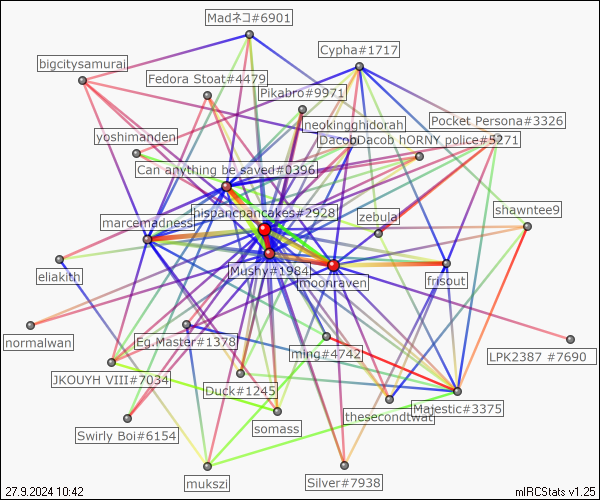 Madネコ#6901
Cypha#1717
bigcitysamurai
Fedora Stoat#4479
Pikabro#9971
neokingghidorah
Pocket Persona#3326
yoshimanden
DacobDacob hORNY police#5271
Can anything be saved#0396
hispanicpancakes#2928
zebula
shawntee9
marcemadness
Mushy#1984
moonraven
eliakith
frisout
normalwan
Eg.Master#1378
ming#4742
LPK2387 #7690
JKOUYH VIII#7034
Duck#1245
thesecondtwat
Majestic#3375
Swirly Boi#6154
somass
mukszi
Silver#7938
27.9.2024 10:42
mIRCStats v1.25